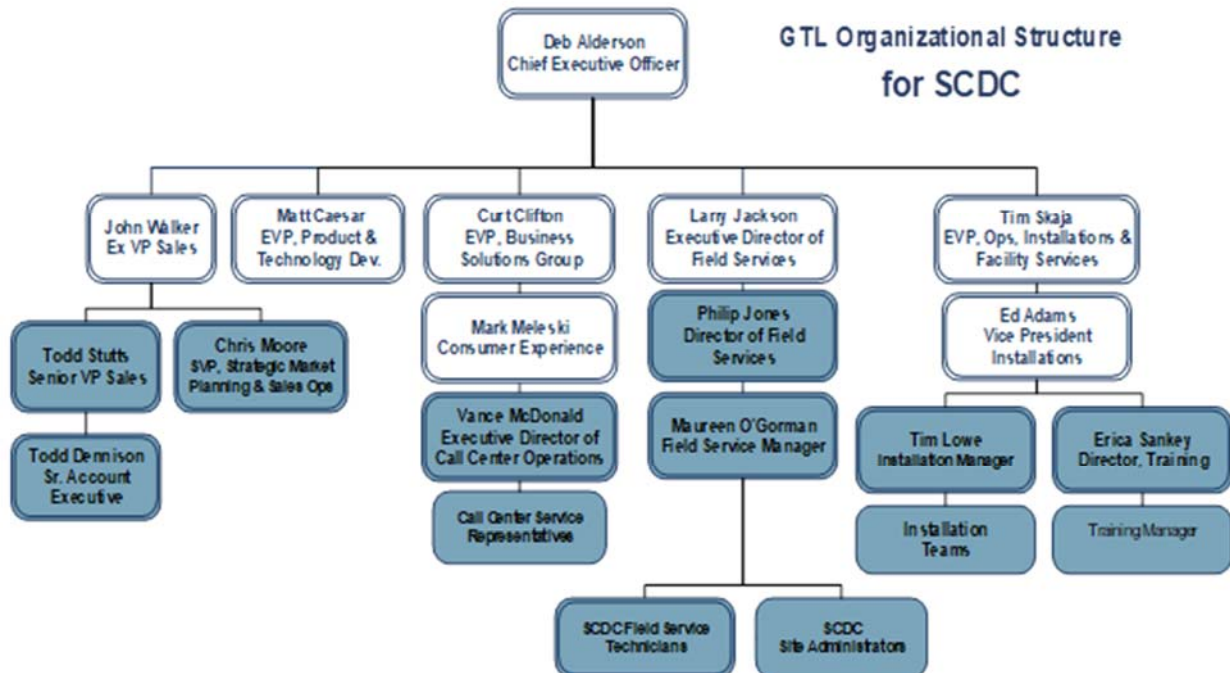 Deb Alderson
Chief Executive Officer
GTL Organizational Structure
for SCDC
John Walker
Ex VP Sales
Matt Caesar
EVP, Product &
Technology Dev.
Curt Clifton
EVP, Business
Solutions Group
Larry Jackson
Executive Director of
Field Services
Tim Skaja
EVP, Ops, Installations &
Facility Services
Todd Stutts
Senior VP Sales
Chris Moore
SVP, Strategic Market
Planning & Sales Ops
Mark Meleski
Consumer Experience
Philip Jones
Director of Field
Services
Ed Adams
Vice President
Installations
Todd Dennison
Sr. Account
Executive
Vance McDonald
Executive Director of
Call Center Operations
Maureen O'Gorman
Field Service Manager
Tim Lowe
Installation Manager
Erica Sankey
Director, Training
Call Center Service
Representatives
Installation
Teams
Training Manager
SCDC Field Service
Technicians
SCDC
Site Administrators